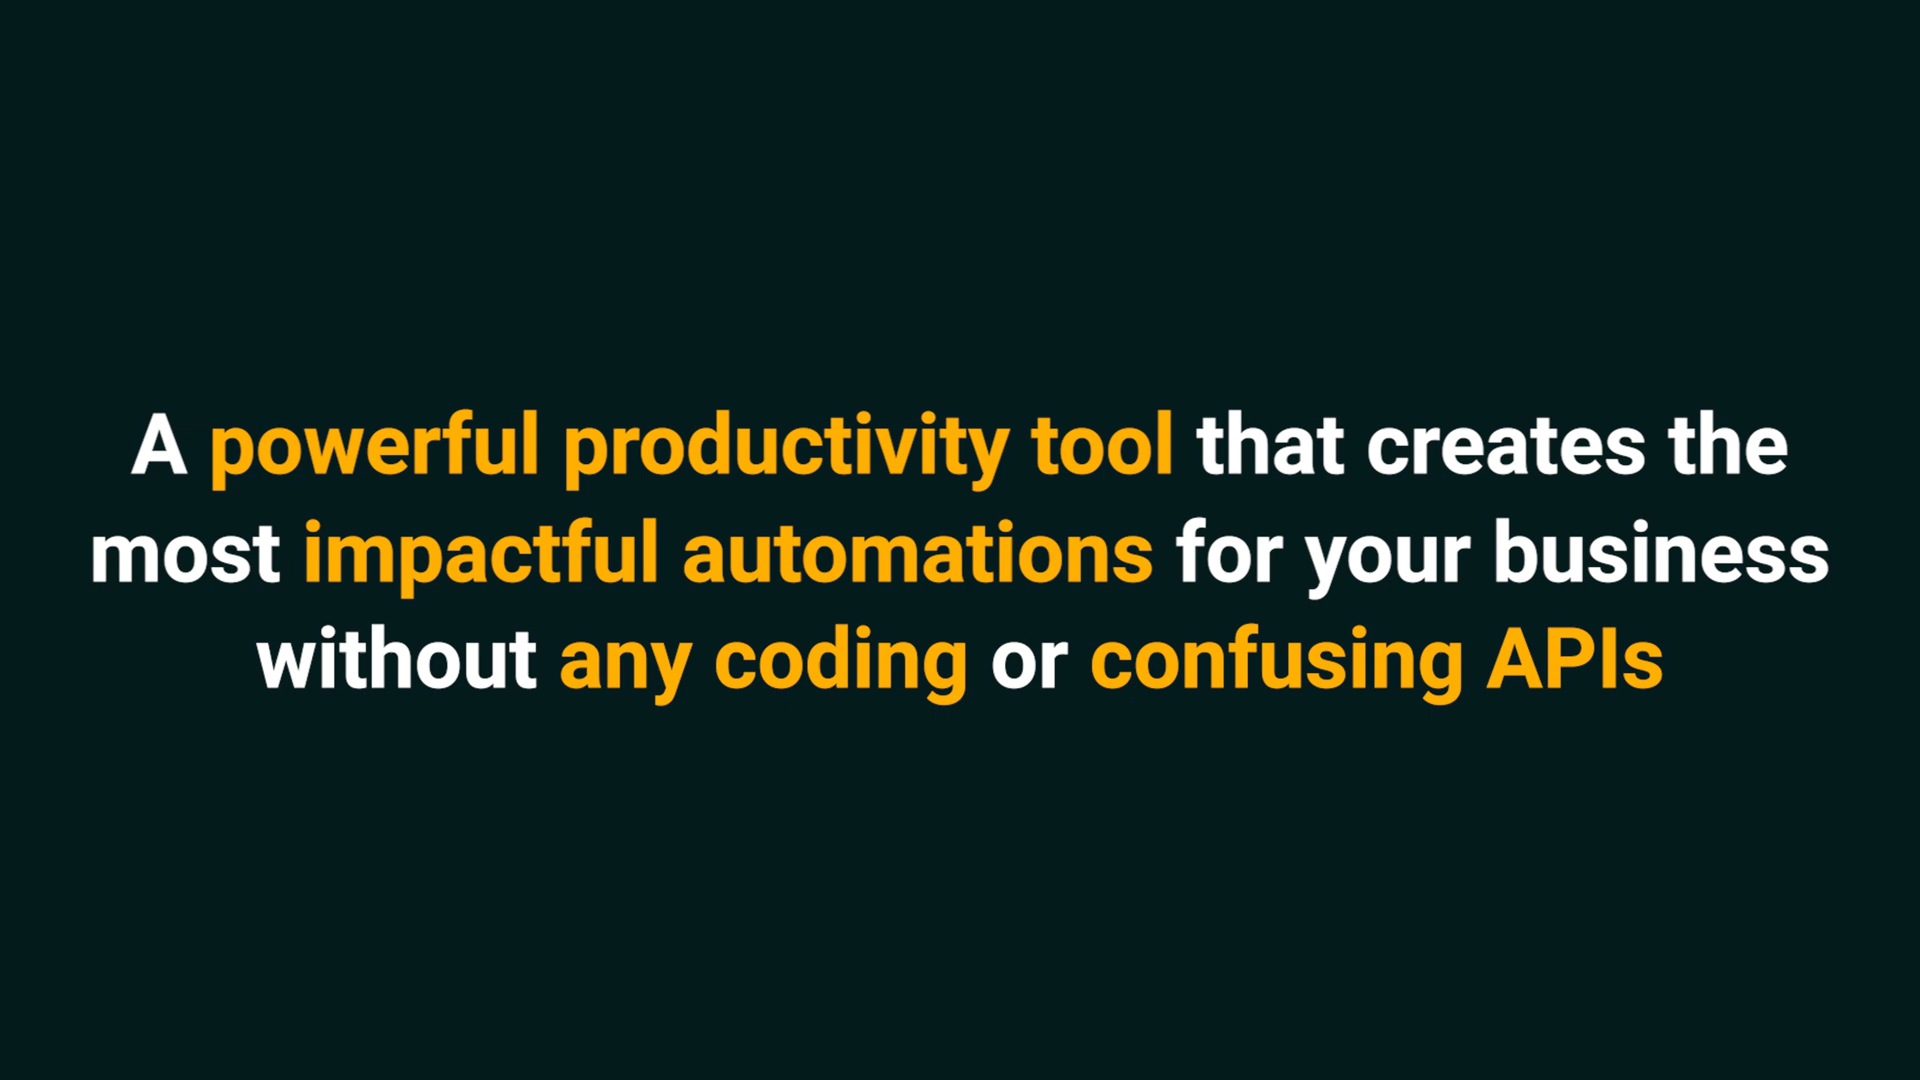 A powerful productivity tool that creates the
most impactful automations for your business
without any coding or confusing APIs